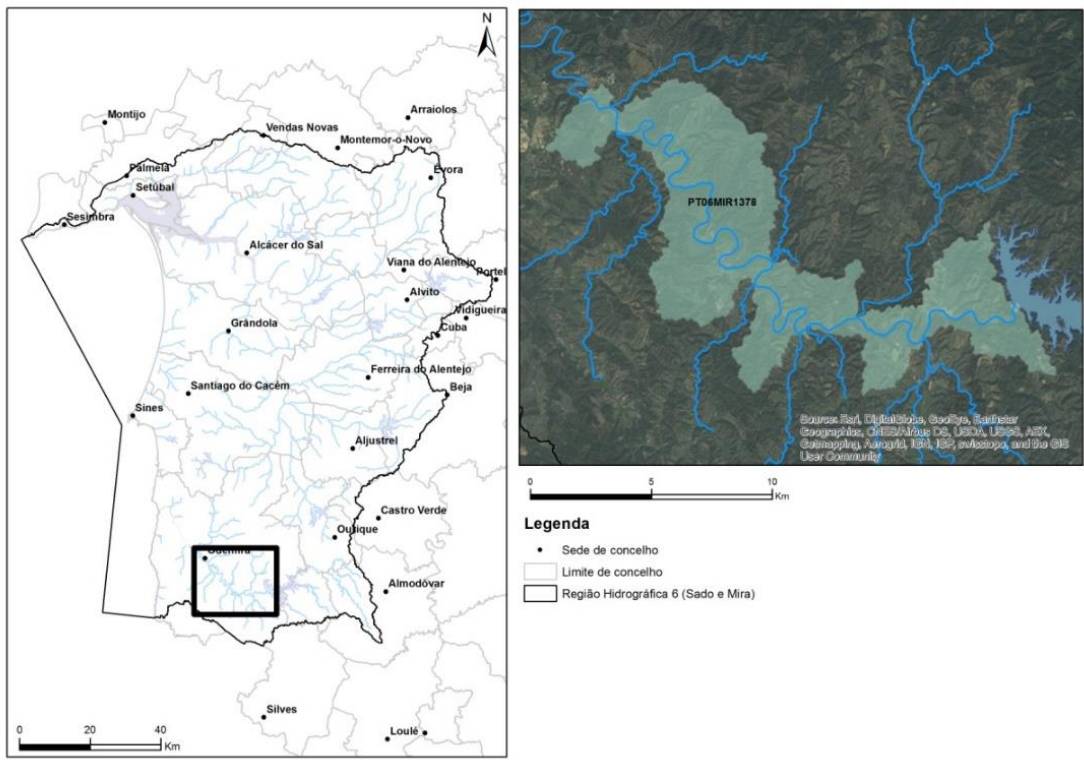 N
Montijo
Arraiolos
Vendas Novas
Montemor-o-Novo
Palmela
Évora
Setúbal
Sesimbra
Alcácer do Sal
Viana do Alentejo
Portel
Alvito
Vidigueira
Grândola
Cuba
Ferreira do Alentejo
Santiago do Cacém
Beja
Sines
Aljustrel
Castro Verde
Ourique
Odemira
Almodôvar
Silves
Loulé
0 20 40
Km
PT06MIR1378
Source: Esri, DigitalGlobe, GeoEye, Earthstar
Geographics, CNES/Airbus DS, USDA, USGS, AEX,
Getmapping, Aerogrid, IGN, IGP, swisstopo, and the GIS
User Community
0 5 10
Km
Legenda
Sede de concelho
Limite de concelho
Região Hidrográfica 6 (Sado e Mira)